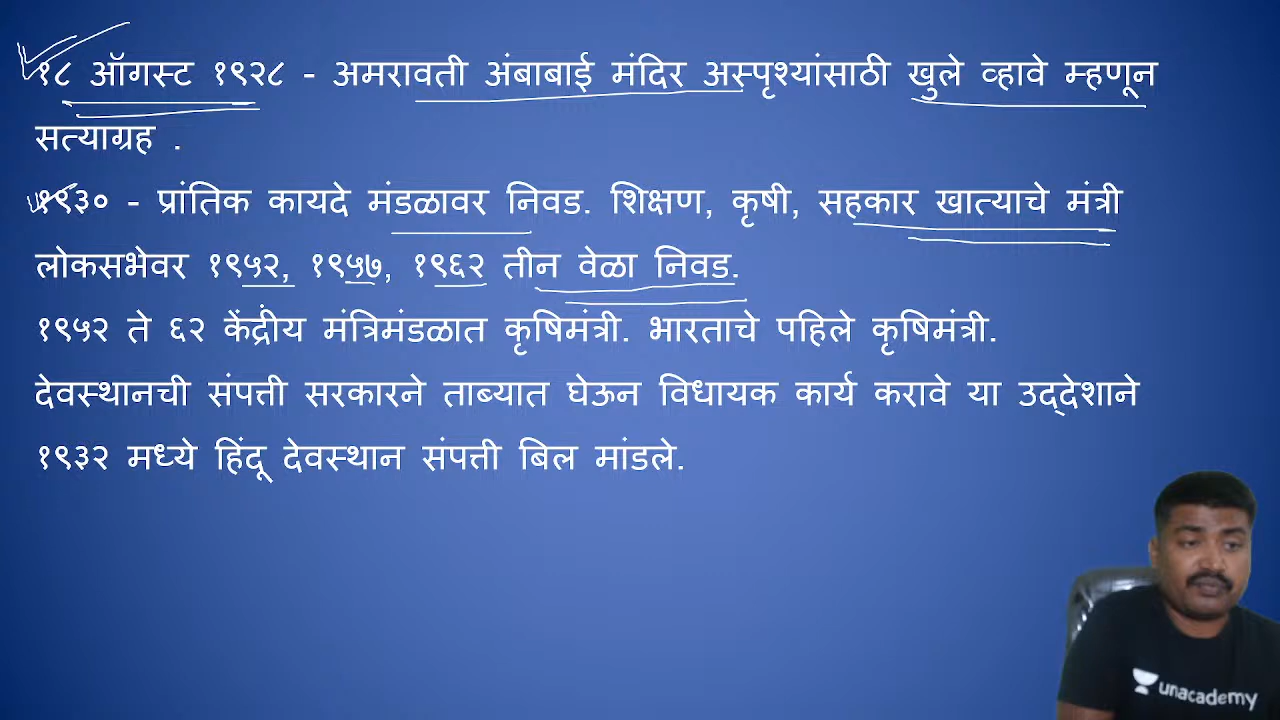 १८ ऑगस्ट १९२८ - अमरावती अंबाबाई मंदिर अस्पृश्यांसाठी खुले व्हावे म्हणून
सत्याग्रह .
१९३० - प्रांतिक कायदे मंडळावर निवड. शिक्षण, कृषी, सहकार खात्याचे मंत्री
लोकसभेवर १९५२, १९५७, १९६२ तीन वेळा निवड.
१९५२ ते ६२ केंद्रीय मंत्रिमंडळात कृषिमंत्री. भारताचे पहिले कृषिमंत्री.
देवस्थानची संपत्ती सरकारने ताब्यात घेऊन विधायक कार्य करावे या उद्देशाने
१९३२ मध्ये हिंदू देवस्थान संपत्ती बिल मांडले.
unacademy